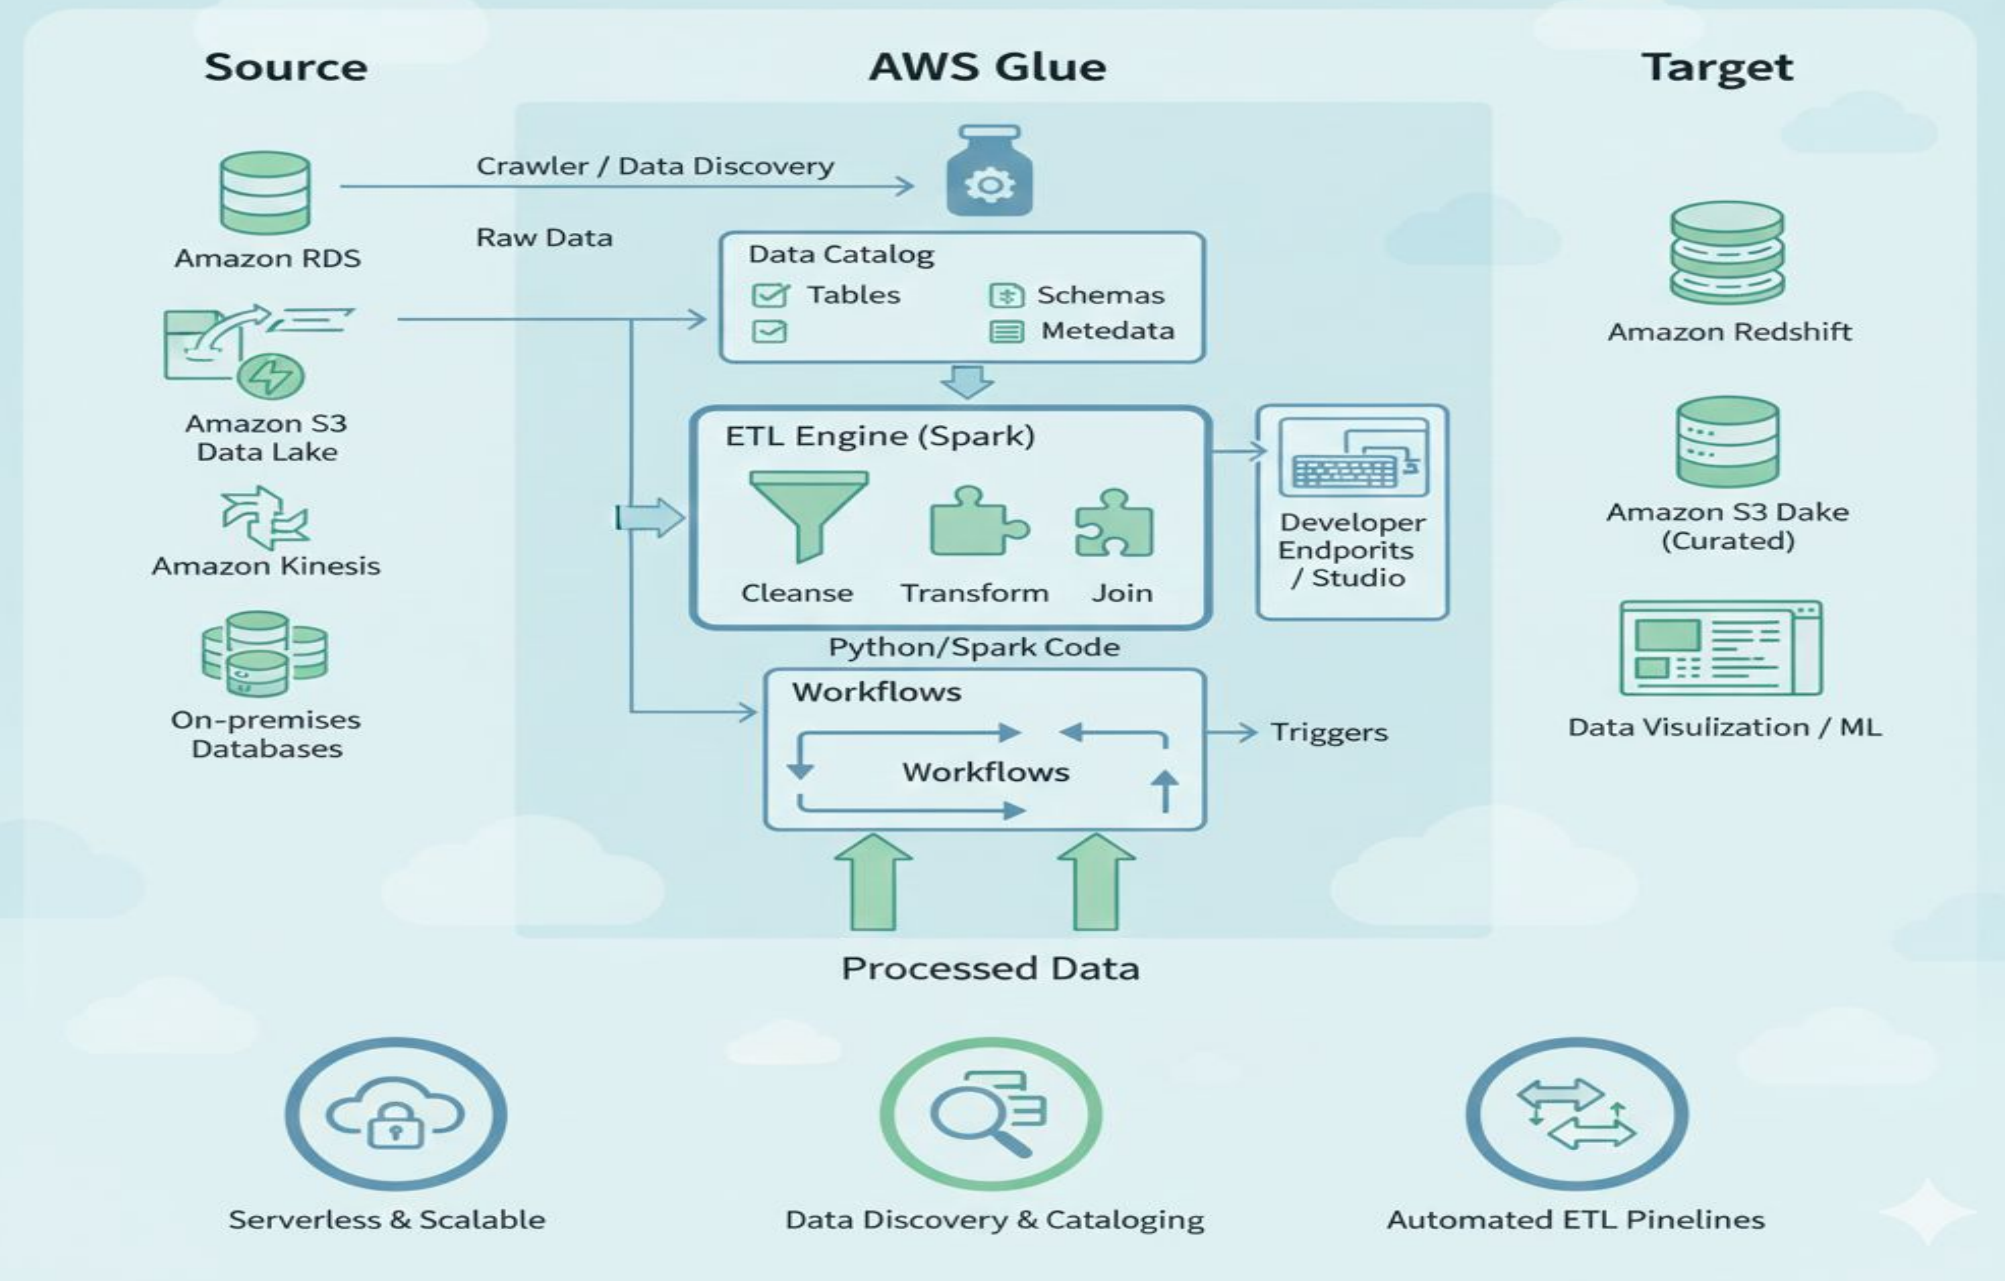 Source
AWS Glue
Target
Crawler / Data Discovery
Raw Data
Amazon RDS
Amazon S3
Data Lake
Amazon Kinesis
On-premises
Databases
Data Catalog
Tables
Schemas
Metedata
ETL Engine (Spark)
Cleanse
Transform
Join
Developer
Endporits
/ Studio
Python/Spark Code
Workflows
Workflows
Triggers
Processed Data
Amazon Redshift
Amazon S3 Dake
(Curated)
Data Visulization / ML
Serverless & Scalable
Data Discovery & Cataloging
Automated ETL Pinelines